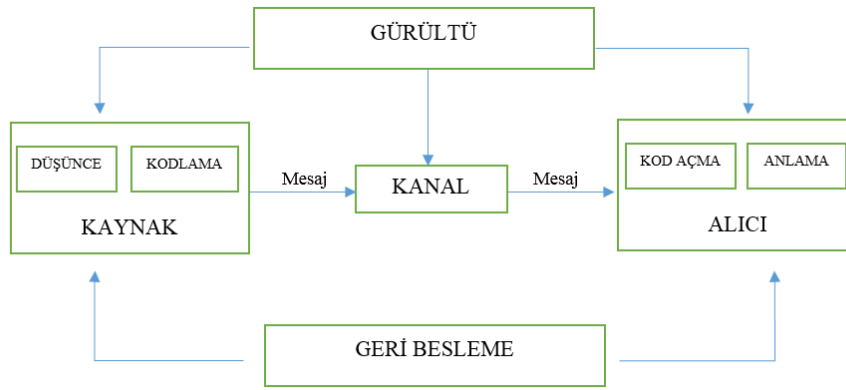 GÜRÜLTÜ
DÜŞÜNCE
KODLAMA
KAYNAK
Mesaj
KANAL
Mesaj
KOD AÇMA
ANLAMA
ALICI
GERİ BESLEME